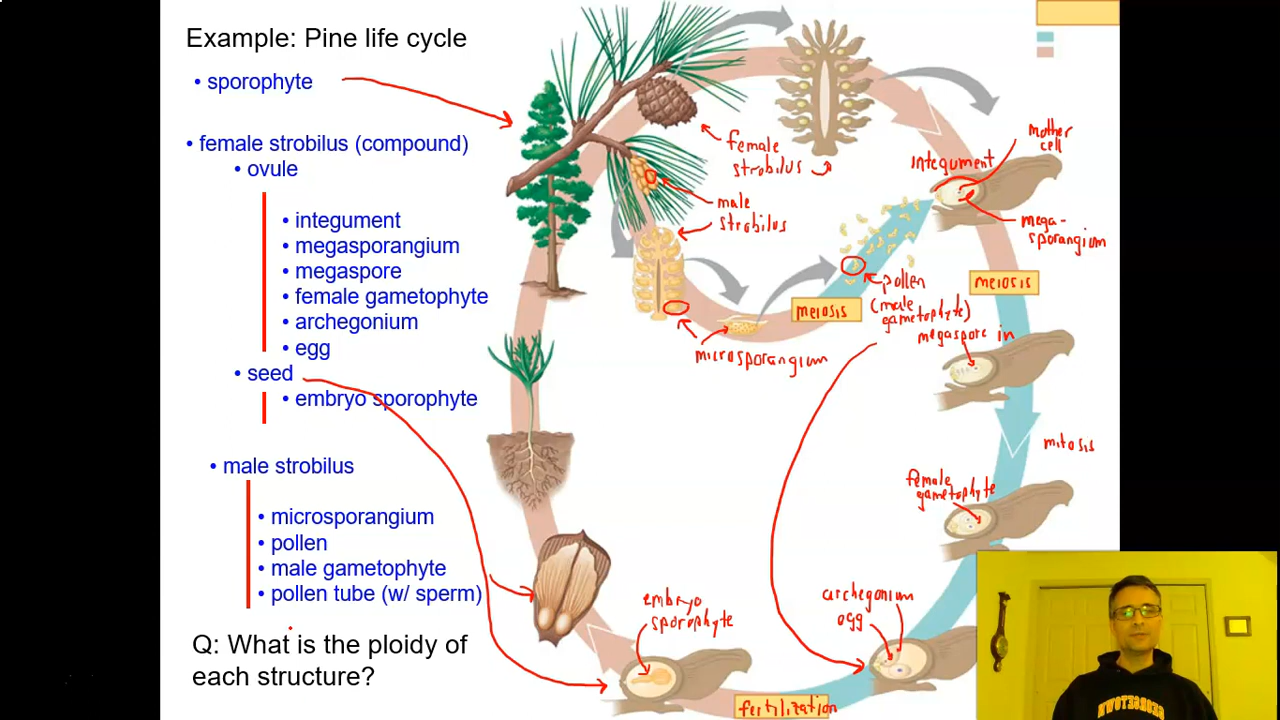 Example: Pine life cycle
• sporophyte
• female strobilus (compound)
• ovule
• integument
• megasporangium
• megaspore
• female gametophyte
• archegonium
• egg
• seed
• embryo sporophyte
• male strobilus
• microsporangium
• pollen
• male gametophyte
• pollen tube (w/ sperm)
Q: What is the ploidy of
each structure?
female
strobilus
male
strobilus
microsporangium
meiosis
pollen
(male
gametophyte)
integument
mother
cell
mega-
sporangium
meiosis
megaspore in
mitosis
female
gametophyte
archegonium
egg
fertilization
embryo
sporophyte
GEORGETOWN